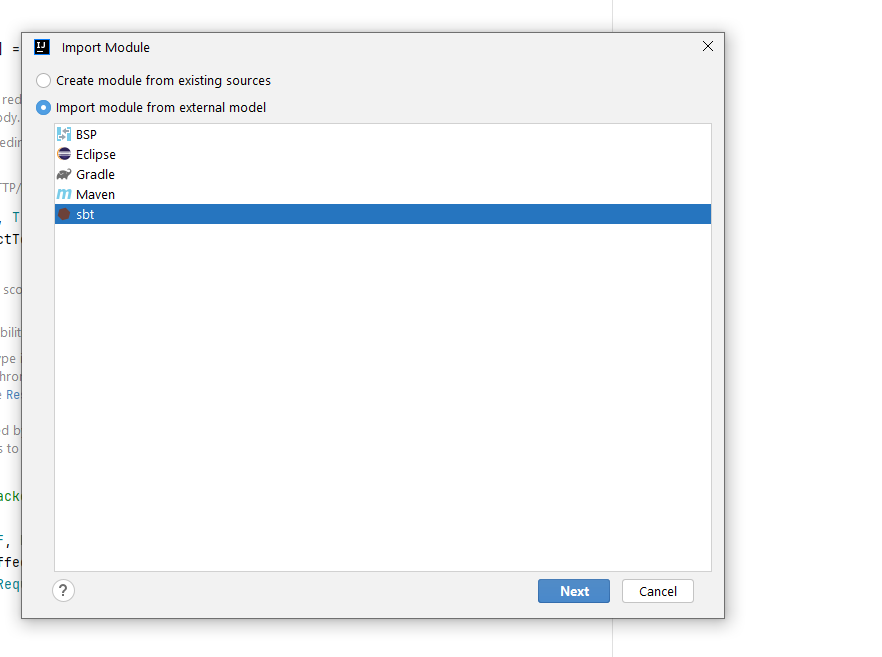 Import Module
Create module from existing sources
Import module from external model
BSP
Eclipse
Gradle
Maven
sbt
?
Next
Cancel